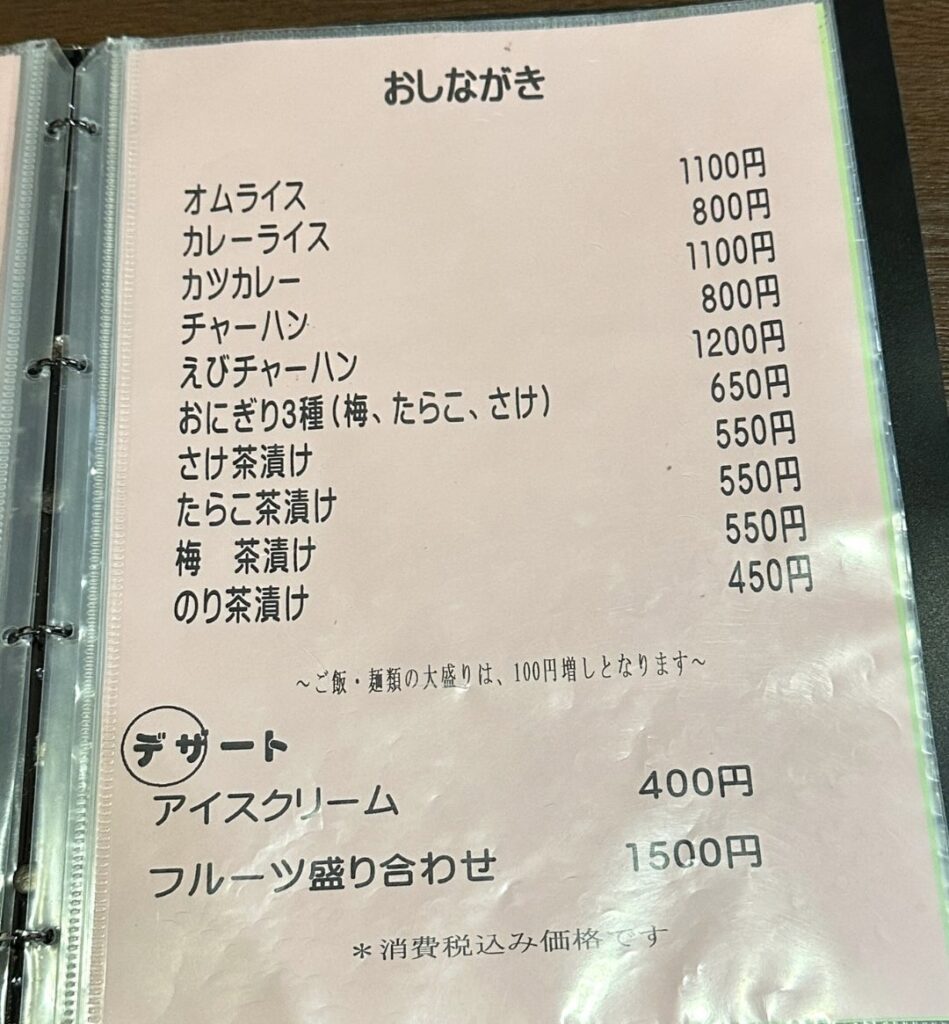 おしながき
オムライス 1100円
カレーライス 800円
カツカレー 1100円
チャーハン 800円
えびチャーハン 1200円
おにぎり3種(梅、たらこ、さけ) 650円
さけ茶漬け 550円
たらこ茶漬け 550円
梅　茶漬け 550円
のり茶漬け 450円
～ご飯・麺類の大盛りは、100円増しとなります～
デザート
アイスクリーム 400円
フルーツ盛り合わせ 1500円
＊消費税込み価格です